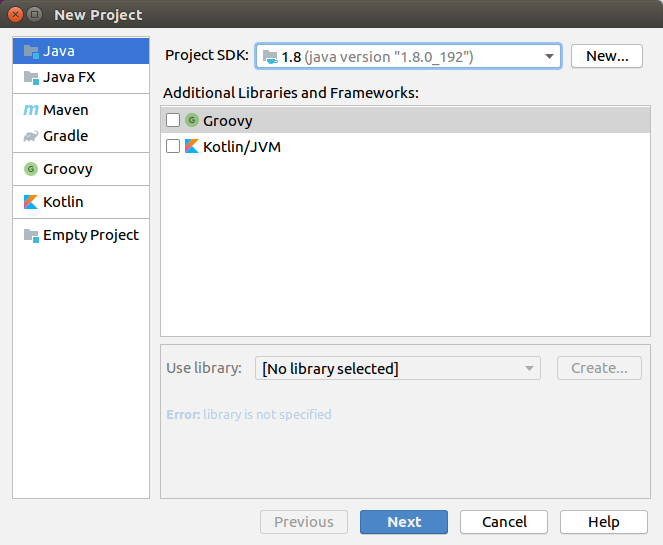 New Project
Java
Java FX
Maven
Gradle
Groovy
Kotlin
Empty Project
Project SDK: 1.8 (java version "1.8.0_192") New...
Additional Libraries and Frameworks:
Groovy
Kotlin/JVM
Use library: [No library selected] Create...
Error: library is not specified
Previous Next Cancel Help